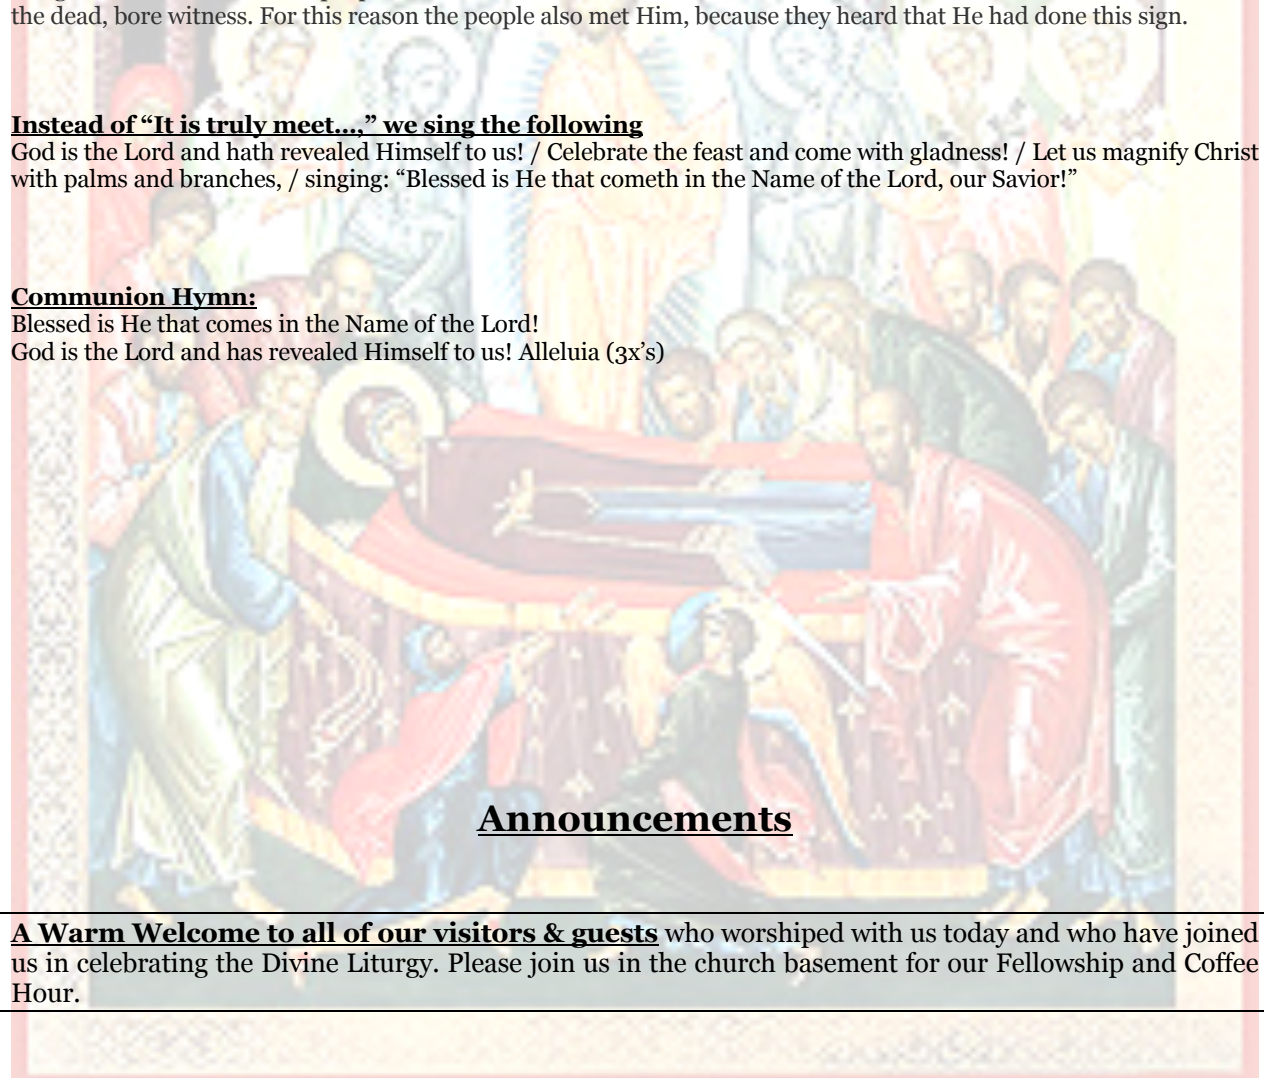 the dead, bore witness. For this reason the people also met Him, because they heard that He had done this sign.
Instead of “It is truly meet…,” we sing the following
God is the Lord and hath revealed Himself to us! / Celebrate the feast and come with gladness! / Let us magnify Christ
with palms and branches, / singing: “Blessed is He that cometh in the Name of the Lord, our Savior!”
Communion Hymn:
Blessed is He that comes in the Name of the Lord!
God is the Lord and has revealed Himself to us! Alleluia (3x’s)
Announcements
A Warm Welcome to all of our visitors & guests who worshiped with us today and who have joined
us in celebrating the Divine Liturgy. Please join us in the church basement for our Fellowship and Coffee
Hour.